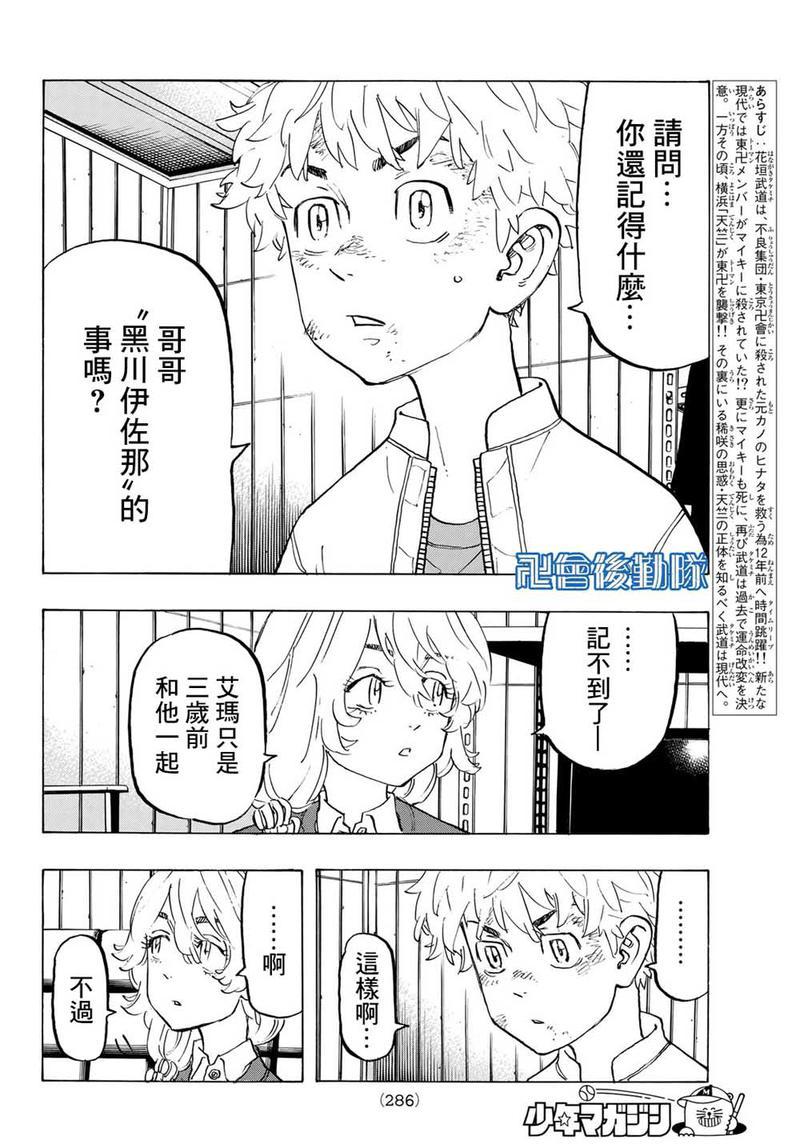 あらすじ：花垣武道は、不良集団・東京卍會に殺された元カノのヒナタを救う為12年前へ時間跳躍!! 新たな
現代では東卍メンバーがマイキーに殺されていた!? 更にマイキーも死に、再び武道は過去で運命改変を決
意。一方その頃、横浜「天竺」が東卍を襲撃!! その裏にいる稀咲の思惑・天竺の正体を知るべく武道は現代へ。
請問…
你還記得什麼…
哥哥
〝黑川伊佐那〞的
事嗎？
卍會後勤隊
記不到了ー
艾瑪只是
三歲前
和他一起
…
這樣啊…
…啊
不過
(286)
少年マガジン
M